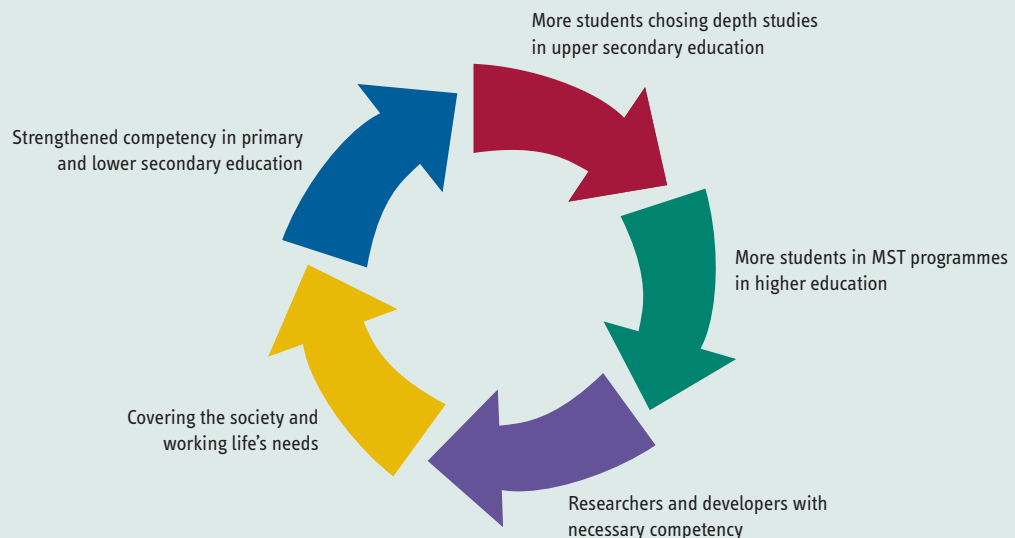 More students chosing depth studies
in upper secondary education
More students in MST programmes
in higher education
Researchers and developers with
necessary competency
Covering the society and
working life's needs
Strengthened competency in primary
and lower secondary education